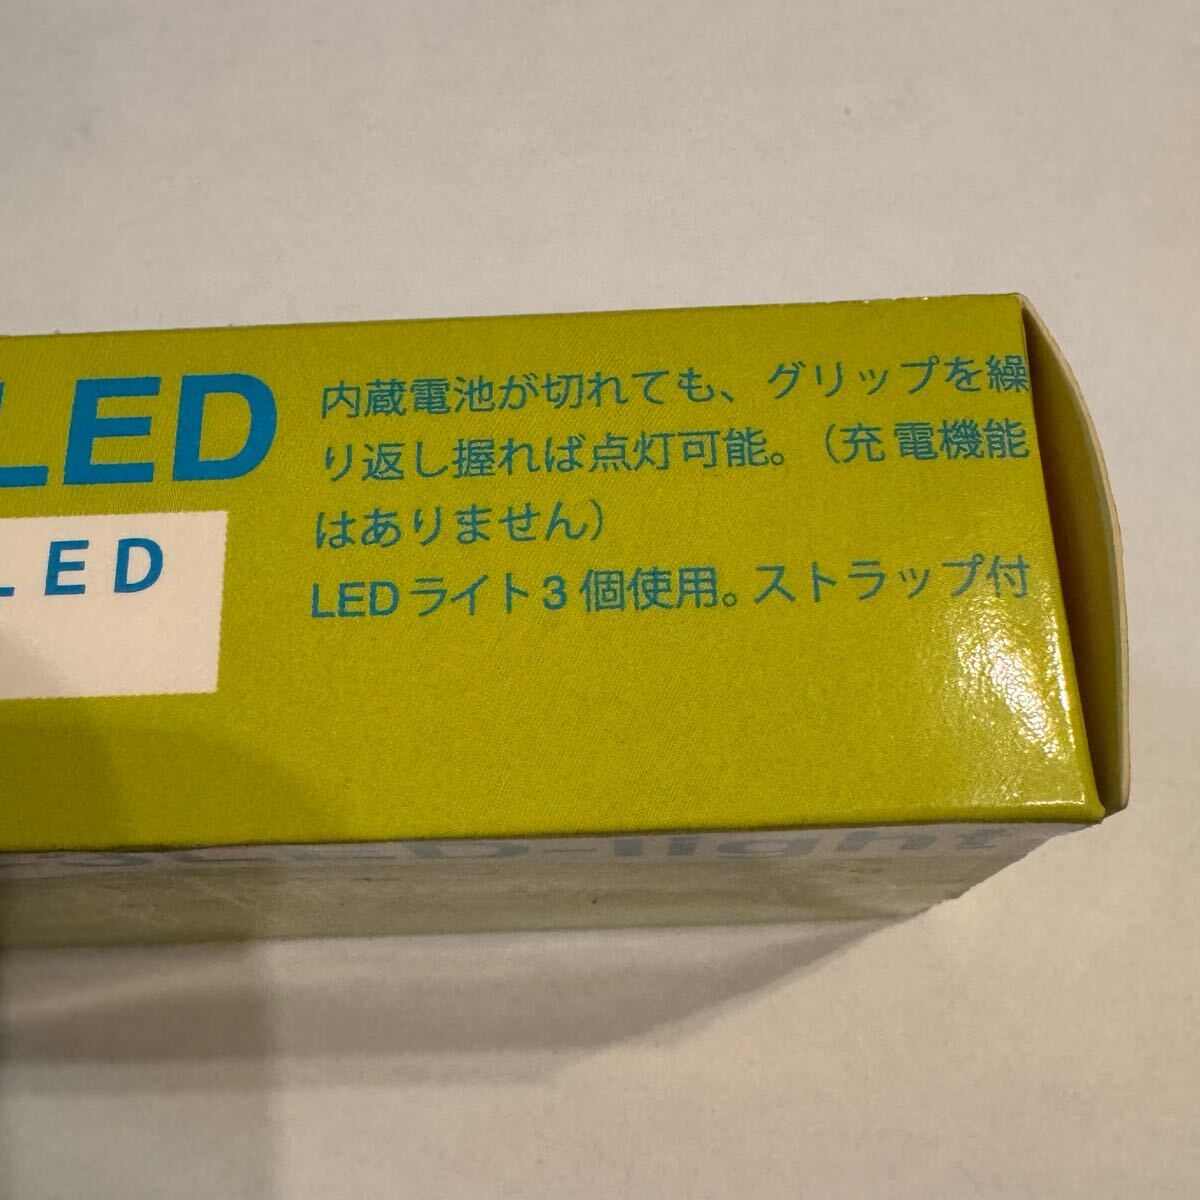 LED
LED
内蔵電池が切れても、グリップを繰
り返し握れば点灯可能。（充電機能
はありません）
LEDライト3個使用。ストラップ付
LED-light